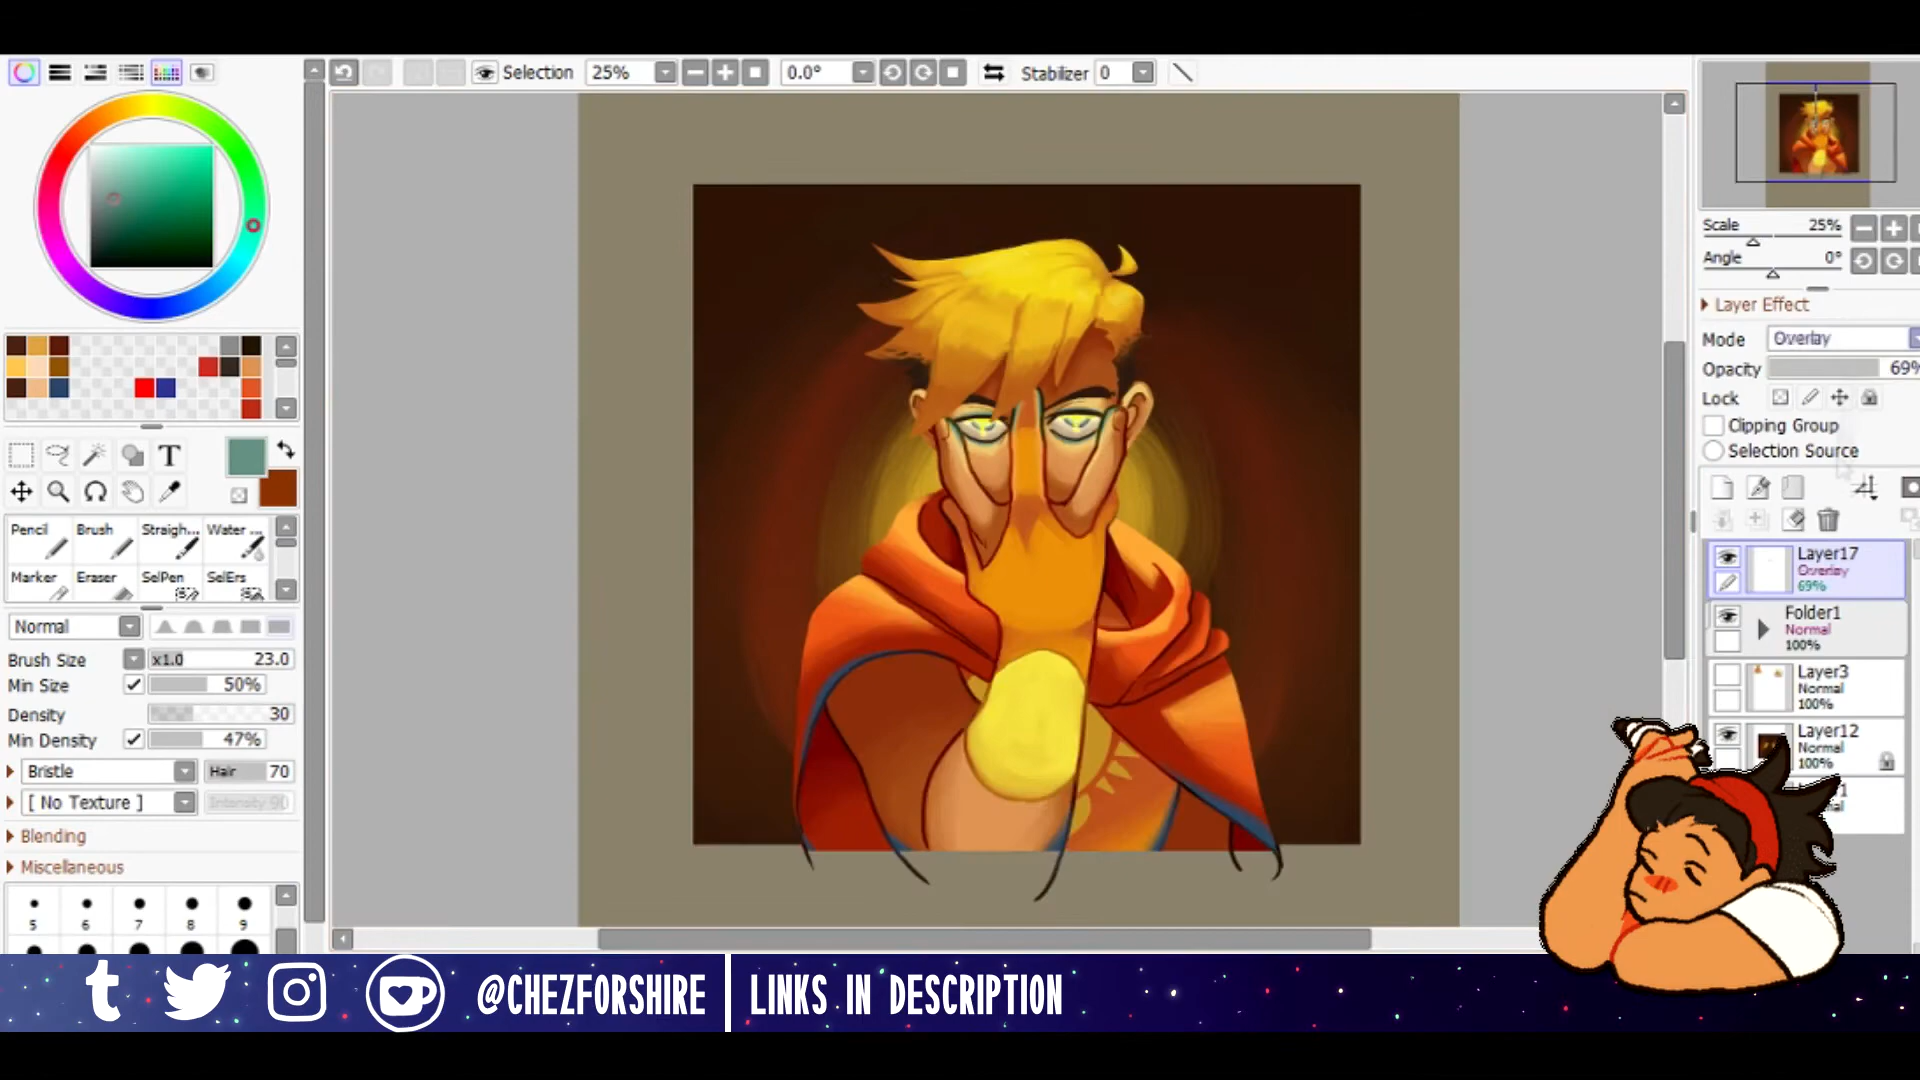 Selection 25% 0.0° Stabilizer 0
Scale 25%
Angle 0°
Layer Effect
Mode Overlay
Opacity 69%
Lock
Clipping Group
Selection Source
T
Pencil Brush Straigh... Water ...
Marker Eraser SelPen SelErs
Normal
Brush Size x1.0 23.0
Min Size 50%
Density 30
Min Density 47%
Bristle Hair 70
[ No Texture ] Intensity
Blending
Miscellaneous
5 6 7 8 9
Layer17
Overlay
69%
Folder1
Normal
100%
Layer3
Normal
100%
Layer12
Normal
100%
@CHEZFORSHIRE LINKS IN DESCRIPTION